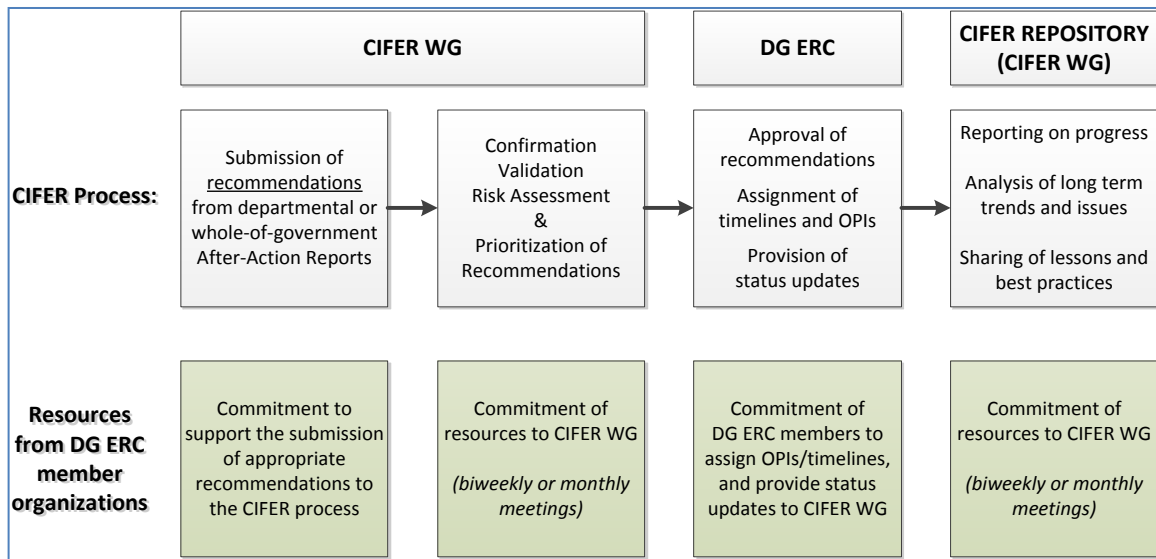 CIFER WG
DG ERC
CIFER REPOSITORY
(CIFER WG)
CIFER Process:
Submission of
recommendations
from departmental or
whole-of-government
After-Action Reports
Confirmation
Validation
Risk Assessment
&
Prioritization of
Recommendations
Approval of
recommendations
Assignment of
timelines and OPIs
Provision of
status updates
Reporting on progress
Analysis of long term
trends and issues
Sharing of lessons and
best practices
Resources
from DG ERC
member
organizations
Commitment to
support the submission
of appropriate
recommendations to
the CIFER process
Commitment of
resources to CIFER WG
(biweekly or monthly
meetings)
Commitment of
DG ERC members to
assign OPIs/timelines,
and provide status
updates to CIFER WG
Commitment of
resources to CIFER WG
(biweekly or monthly
meetings)